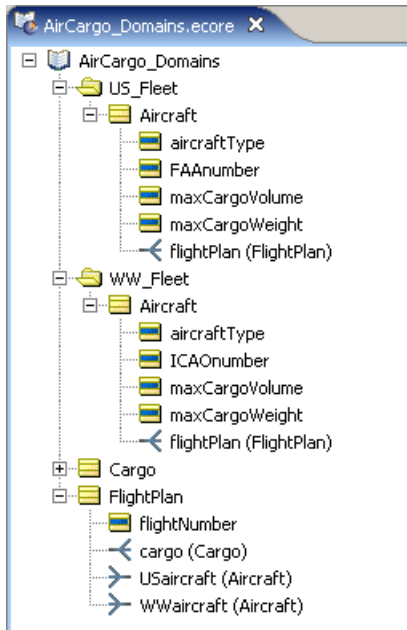 AirCargo_Domains.ecore
AirCargo_Domains
US_Fleet
Aircraft
aircraftType
FAAnumber
maxCargoVolume
maxCargoWeight
flightPlan (FlightPlan)
WW_Fleet
Aircraft
aircraftType
ICAOnumber
maxCargoVolume
maxCargoWeight
flightPlan (FlightPlan)
Cargo
FlightPlan
flightNumber
cargo (Cargo)
USaircraft (Aircraft)
WWaircraft (Aircraft)